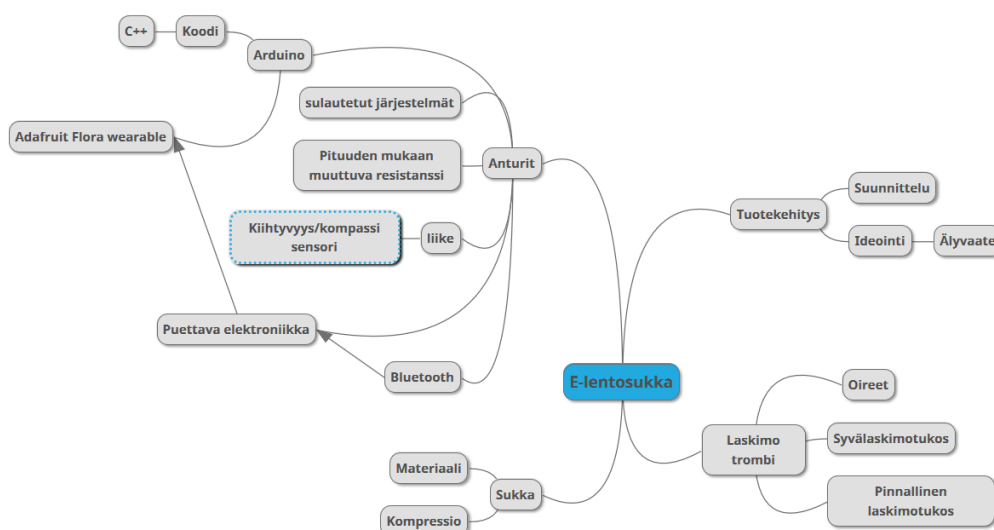 C++
Koodi
Arduino
sulautetut järjestelmät
Adafruit Flora wearable
Pituuden mukaan
muuttuva resistanssi
Anturit
Kiihtyvyys/kompassi
sensori
liike
Puettava elektroniikka
Bluetooth
E-lentosukka
Tuotekehitys
Suunnittelu
Ideointi
Älyvaate
Oireet
Laskimo
trombi
Syvälaskimotukos
Pinnallinen
laskimotukos
Materiaali
Sukka
Kompressio